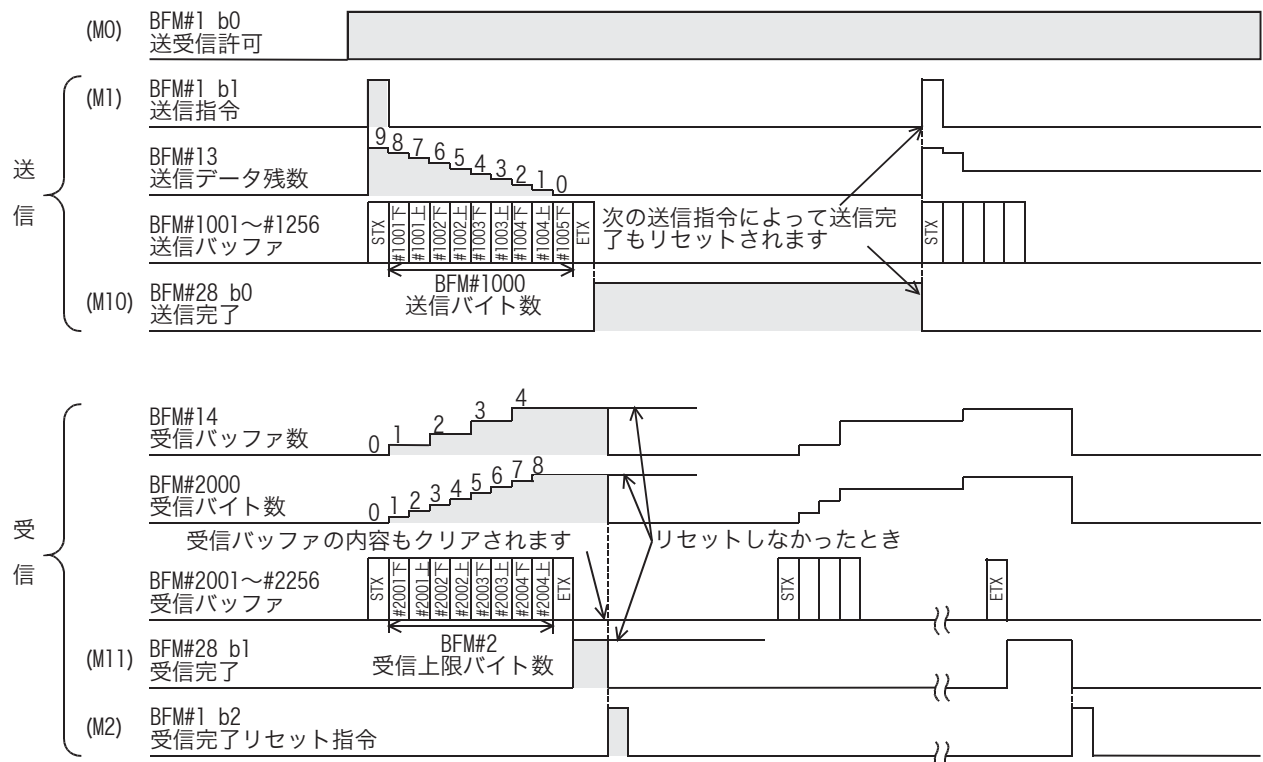 (M0)
BFM#1 b0
送受信許可
送信
(M1)
BFM#1 b1
送信指令
BFM#13
送信データ残数
9 8 7 6 5 4 3 2 1 0
BFM#1001～#1256
送信バッファ
STX #1001下 #1001上 #1002下 #1002上 #1003下 #1003上 #1004下 #1004上 #1005下 ETX
次の送信指令によって送信完
了もリセットされます
STX
BFM#1000
送信バイト数
(M10)
BFM#28 b0
送信完了
受信
BFM#14
受信バッファ数
0 1 2 3 4
BFM#2000
受信バイト数
0 1 2 3 4 5 6 7 8
受信バッファの内容もクリアされます
リセットしなかったとき
BFM#2001～#2256
受信バッファ
STX #2001下 #2001上 #2002下 #2002上 #2003下 #2003上 #2004下 #2004上 ETX
STX
ETX
BFM#2
受信上限バイト数
(M11)
BFM#28 b1
受信完了
(M2)
BFM#1 b2
受信完了リセット指令